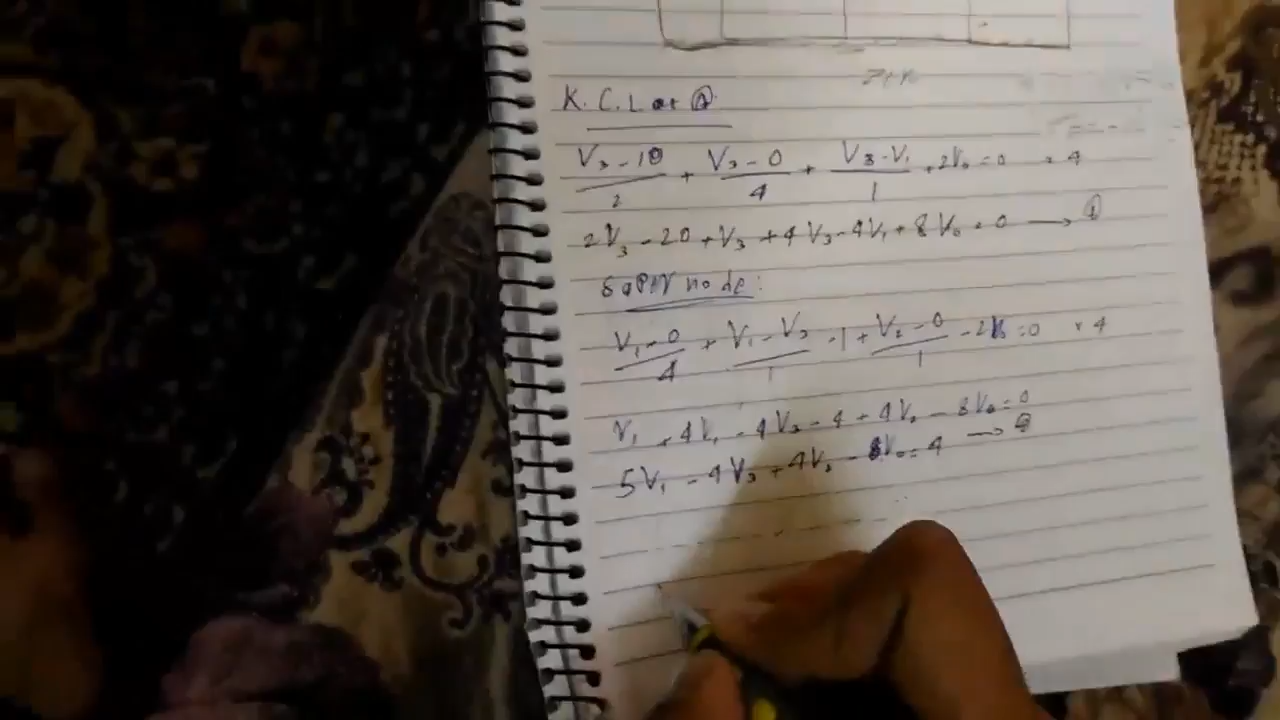 K.C.L at Ⓐ
V₃-10/2 + V₃-0/4 + V₃-V₁/1 + 2V₀ = 0 × 4
2V₃ - 20 + V₃ + 4V₃ - 4V₁ + 8V₀ = 0 → ①
super node:
V₁-0/4 + V₁-V₃/1 - 1 + V₂-0/1 - 2V₀ = 0 × 4
V₁ + 4V₁ - 4V₃ - 4 + 4V₂ - 8V₀ = 0
5V₁ - 4V₃ + 4V₂ - 8V₀ = 4 → ②